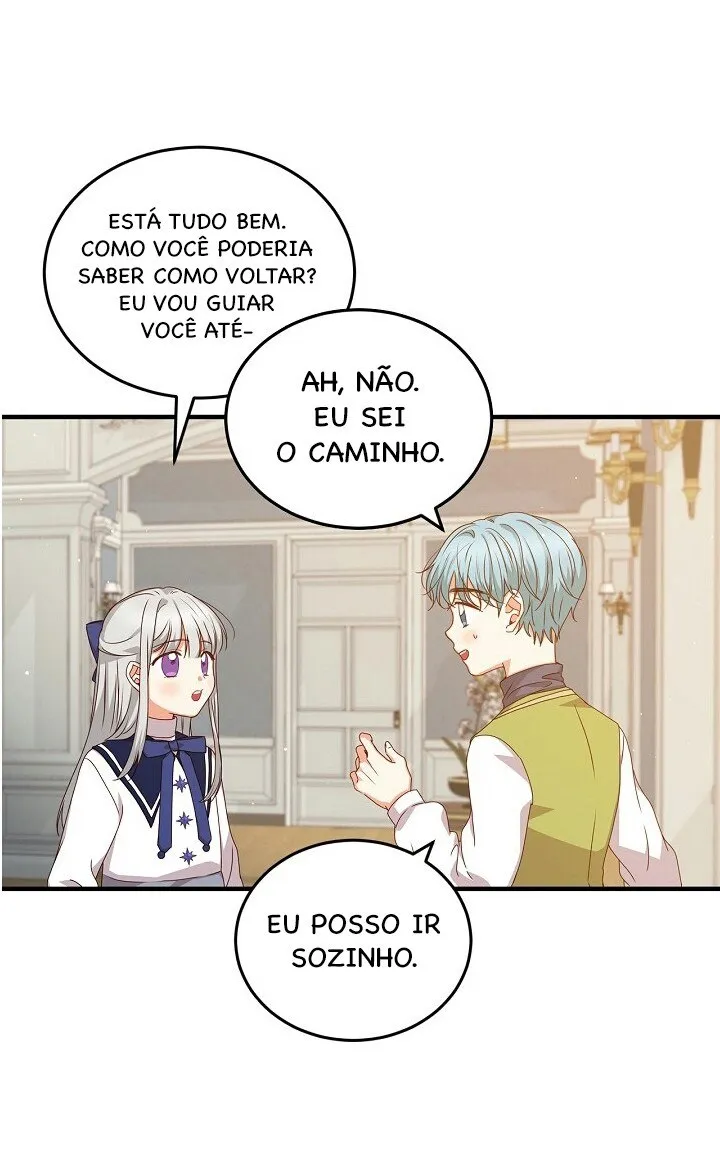 ESTÁ TUDO BEM.
COMO VOCÊ PODERIA
SABER COMO VOLTAR?
EU VOU GUIAR
VOCÊ ATÉ-
AH, NÃO.
EU SEI
O CAMINHO.
EU POSSO IR
SOZINHO.